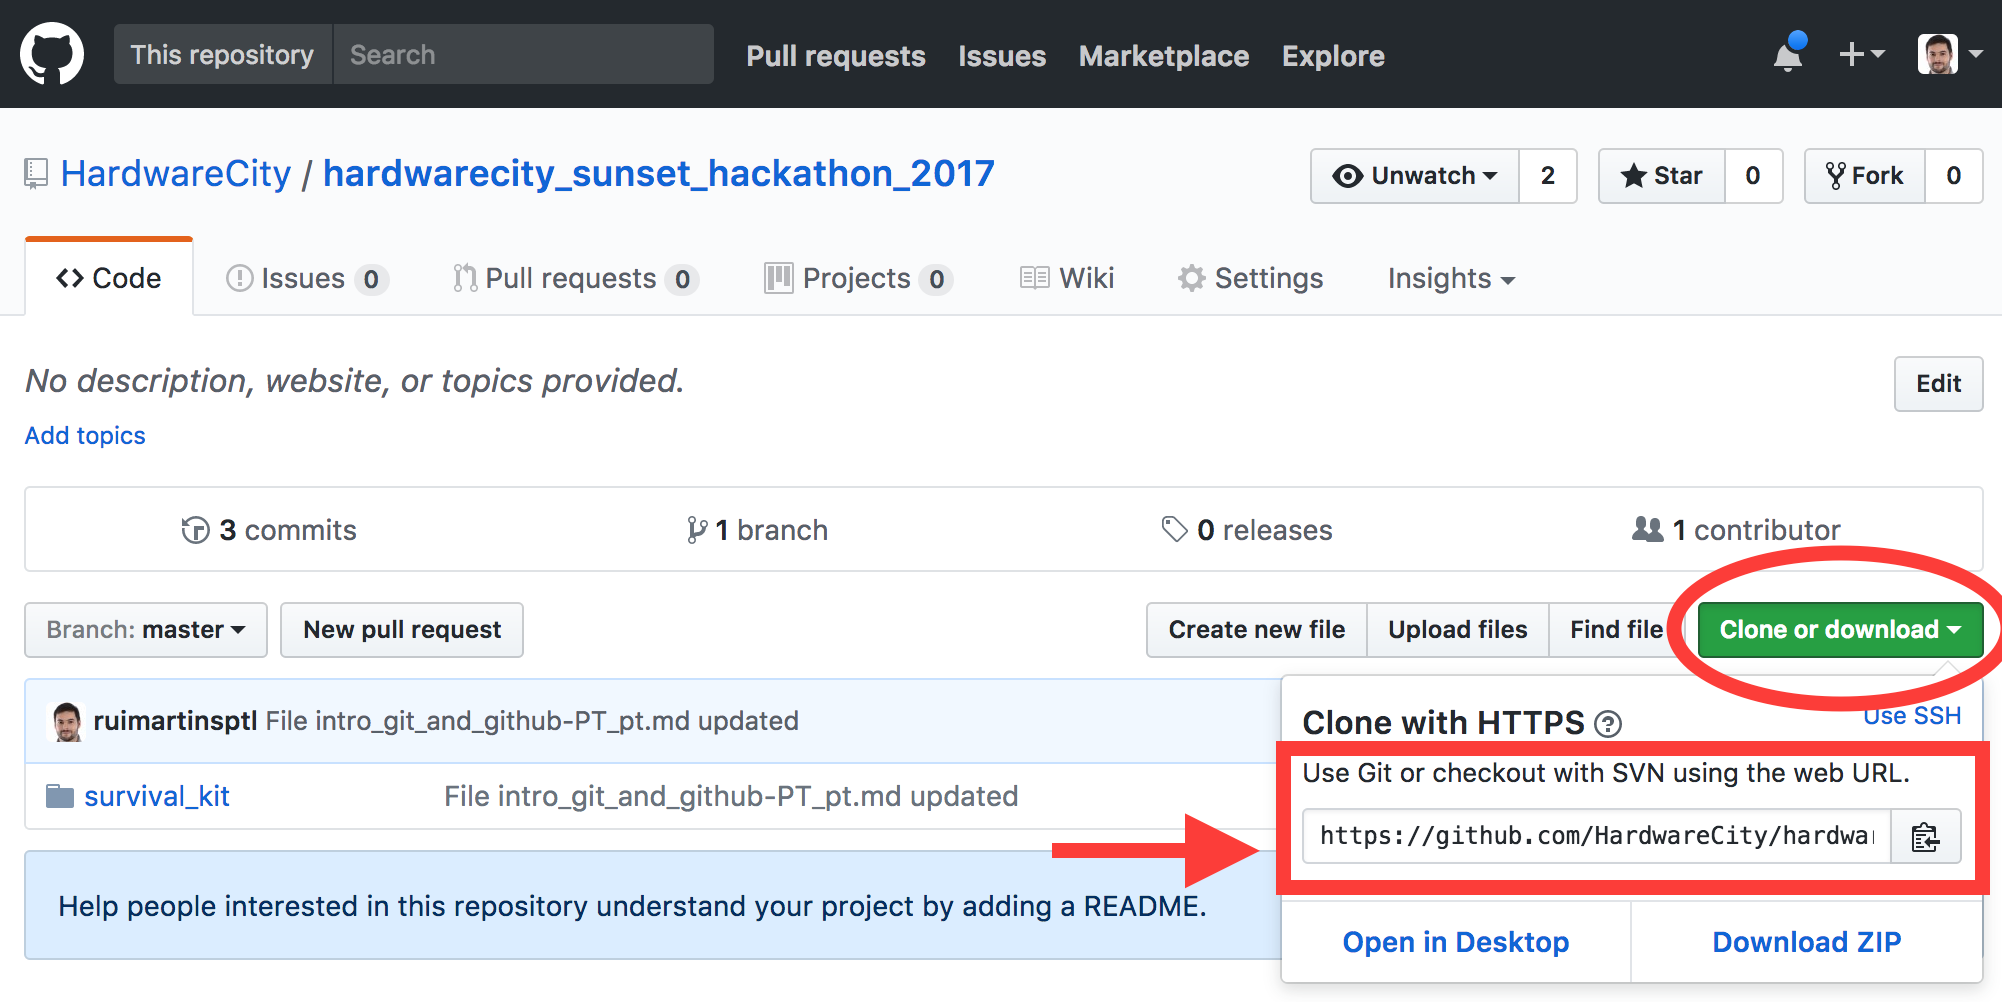 This repository Search Pull requests Issues Marketplace Explore
HardwareCity / hardwarecity_sunset_hackathon_2017 Unwatch 2 Star 0 Fork 0
Code Issues 0 Pull requests 0 Projects 0 Wiki Settings Insights
No description, website, or topics provided. Edit
Add topics
3 commits 1 branch 0 releases 1 contributor
Branch: master New pull request Create new file Upload files Find file Clone or download
ruimartinsptl File intro_git_and_github-PT_pt.md updated
survival_kit File intro_git_and_github-PT_pt.md updated
Help people interested in this repository understand your project by adding a README.
Clone with HTTPS ? Use SSH
Use Git or checkout with SVN using the web URL.
https://github.com/HardwareCity/hardwar
Open in Desktop Download ZIP